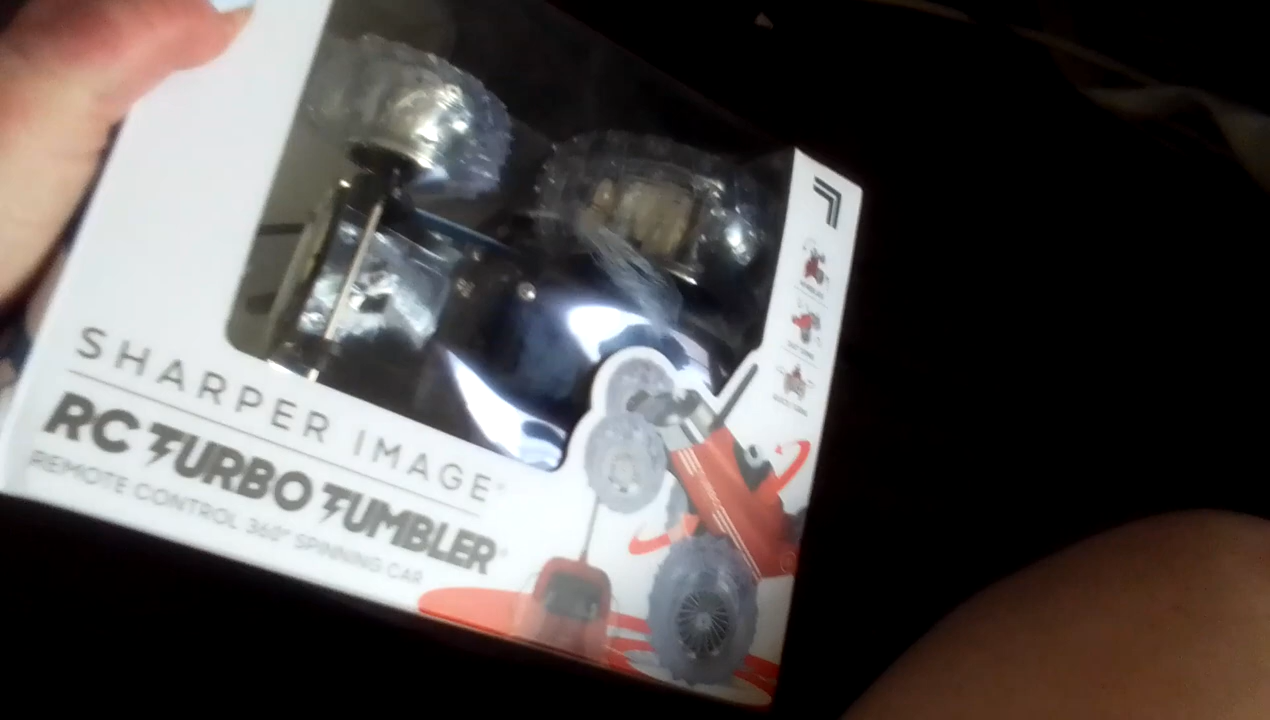 SHARPER IMAGE®
RC TURBO TUMBLER®
REMOTE CONTROL 360° SPINNING CAR